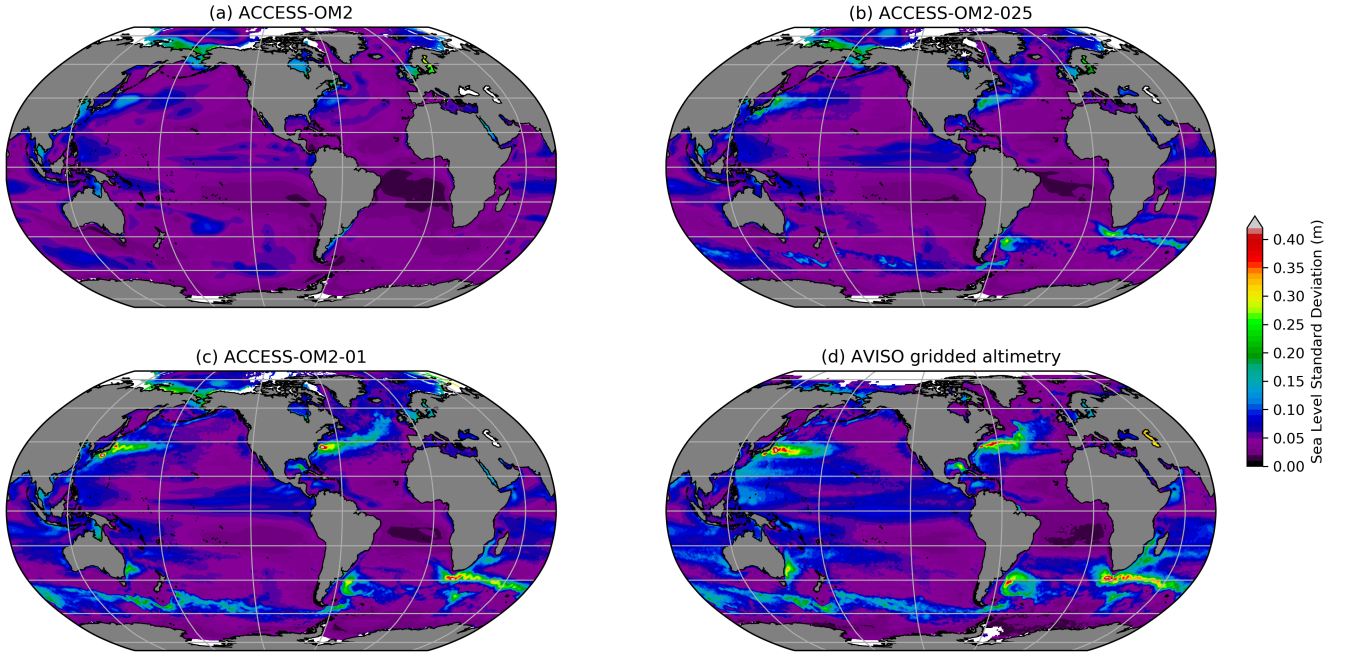 (a) ACCESS-OM2
(b) ACCESS-OM2-025
(c) ACCESS-OM2-01
(d) AVISO gridded altimetry
0.40
0.35
0.30
0.25
0.20
0.15
0.10
0.05
0.00
Sea Level Standard Deviation (m)